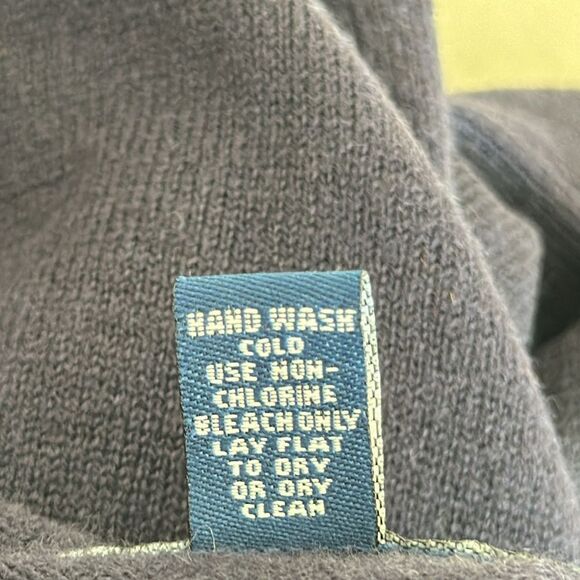 HAND WASH
COLD
USE NON-
CHLORINE
BLEACH ONLY
LAY FLAT
TO DRY
OR DRY
CLEAN